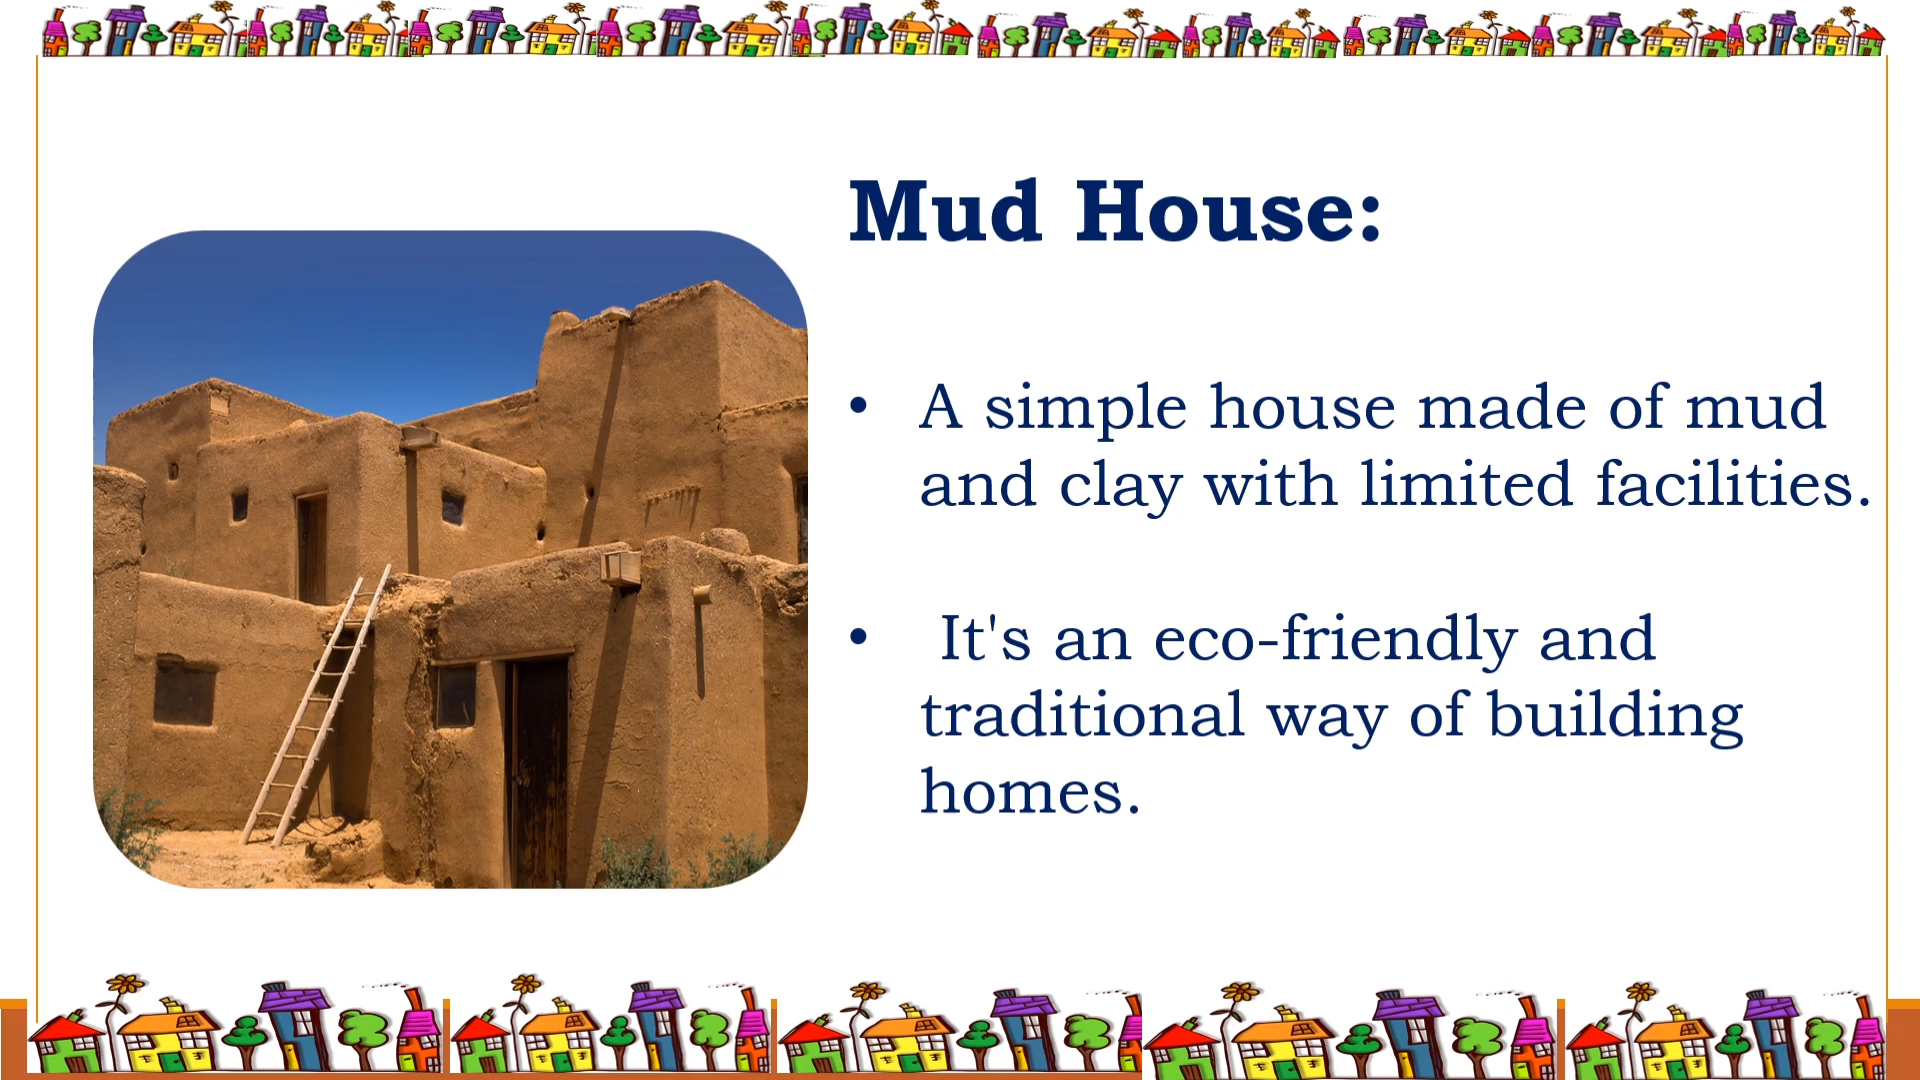 Mud House:
• A simple house made of mud
and clay with limited facilities.
• It's an eco-friendly and
traditional way of building
homes.